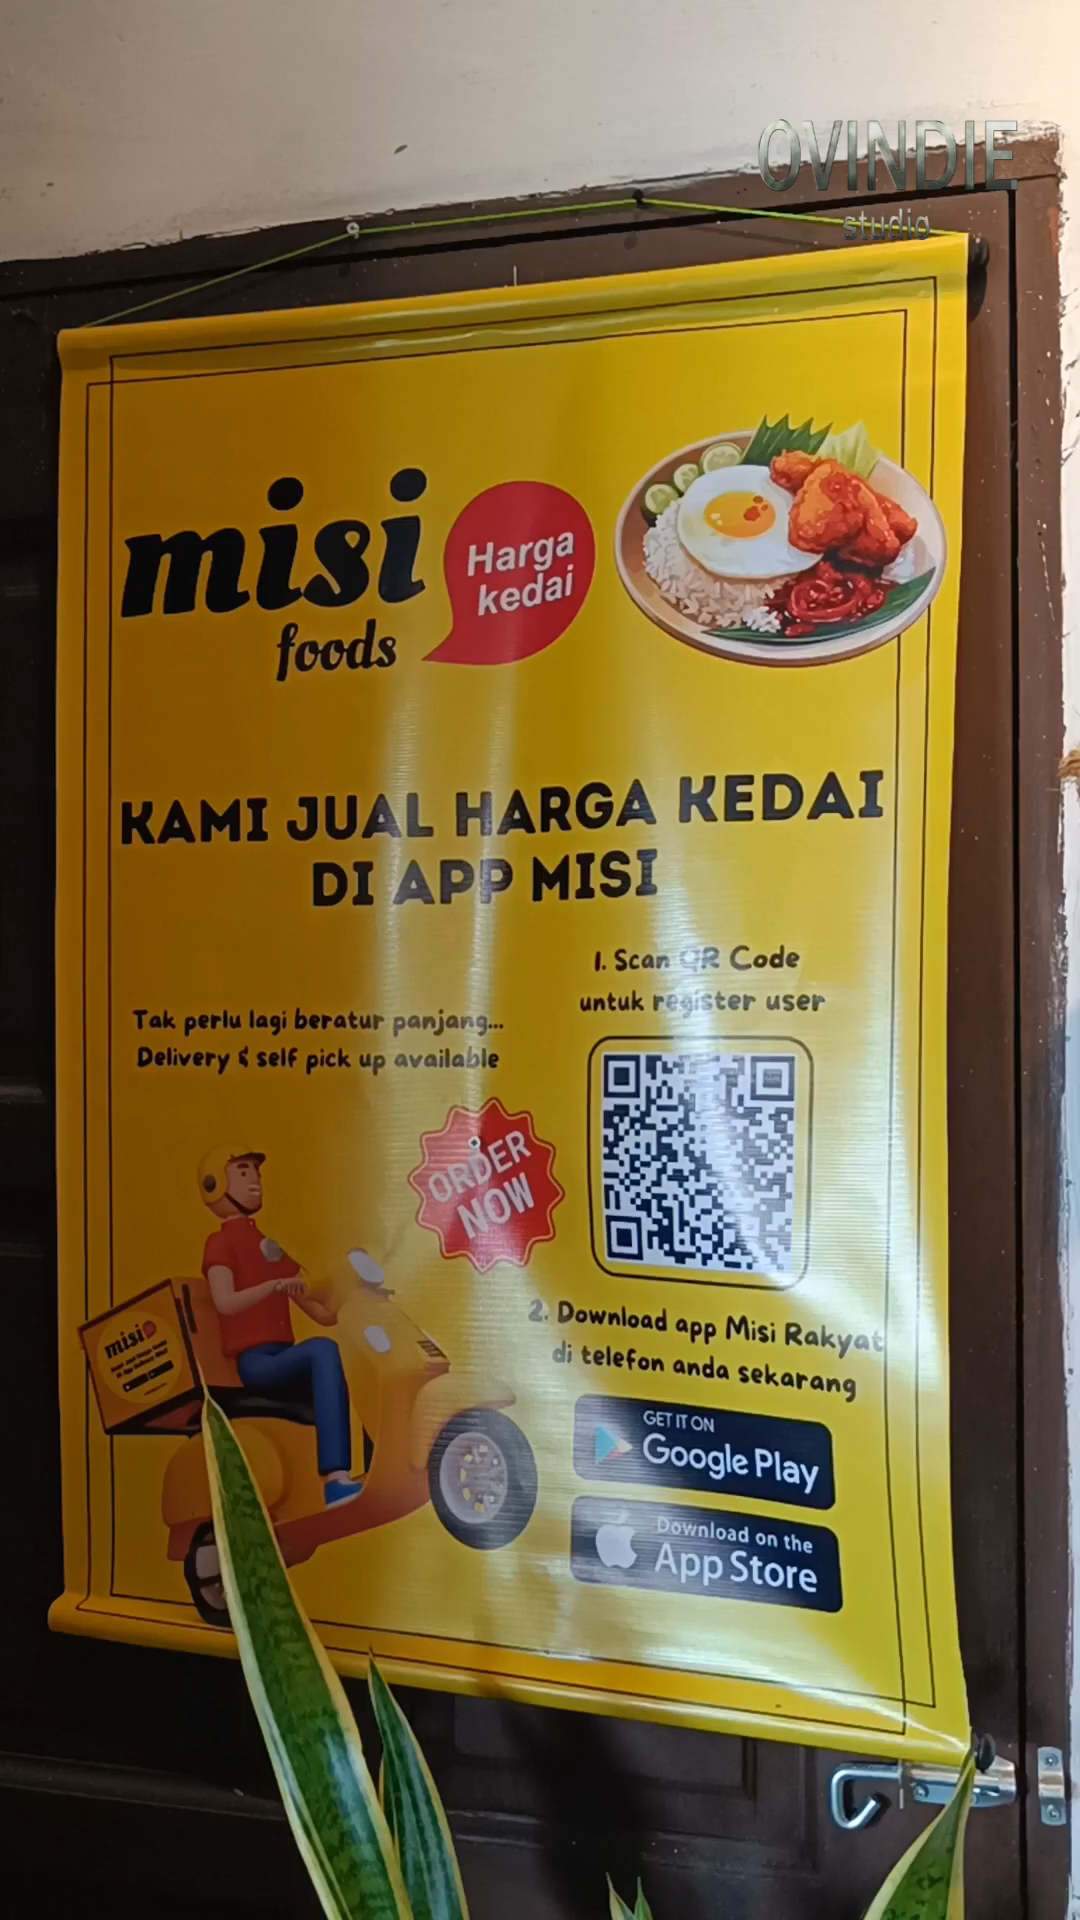 OVINDIE
studio
misi
foods
Harga
kedai
KAMI JUAL HARGA KEDAI
DI APP MISI
1. Scan QR Code
untuk register user
Tak perlu lagi beratur panjang...
Delivery & self pick up available
ORDER
NOW
misi
2. Download app Misi Rakyat
di telefon anda sekarang
GET IT ON
Google Play
Download on the
App Store